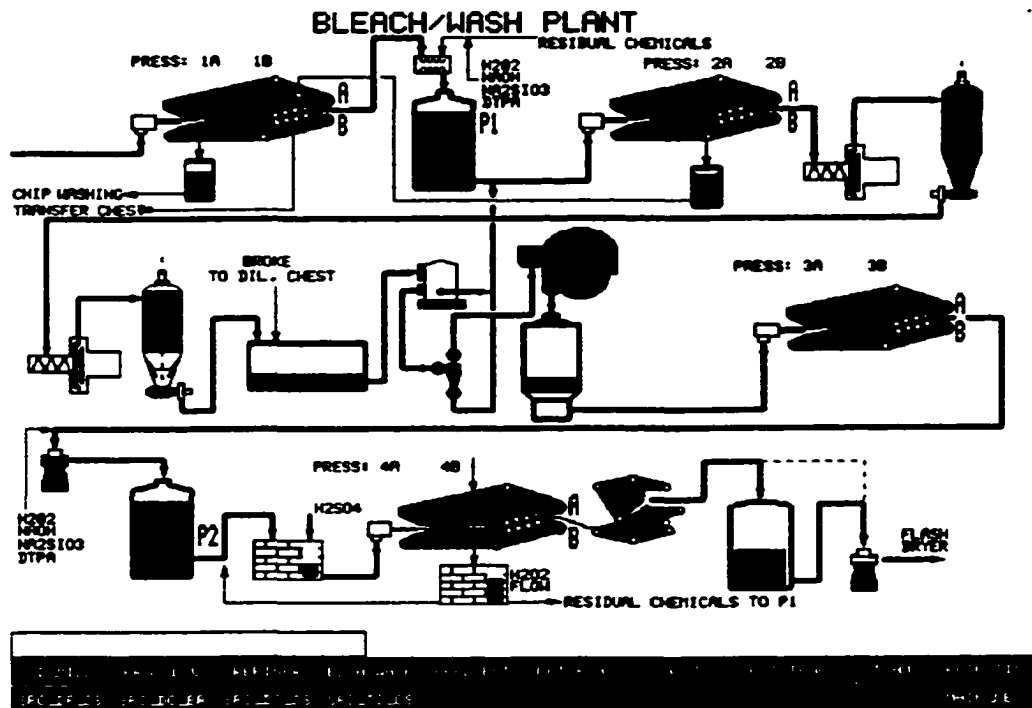 BLEACH/WASH PLANT
RESIDUAL CHEMICALS
PRESS: 1A 1B
H2O2
NAOH
NA2SIO3
DTPA
PRESS: 2A 2B
A
B
P1
A
B
CHIP WASHING
TRANSFER CHEST
BROKE
TO DIL. CHEST
PRESS: 3A 3B
A
B
PRESS: 4A 4B
H2SO4
A
B
H2O2
NAOH
NA2SIO3
DTPA
P2
FLASH
DRYER
H2O2
FLOW
RESIDUAL CHEMICALS TO P1